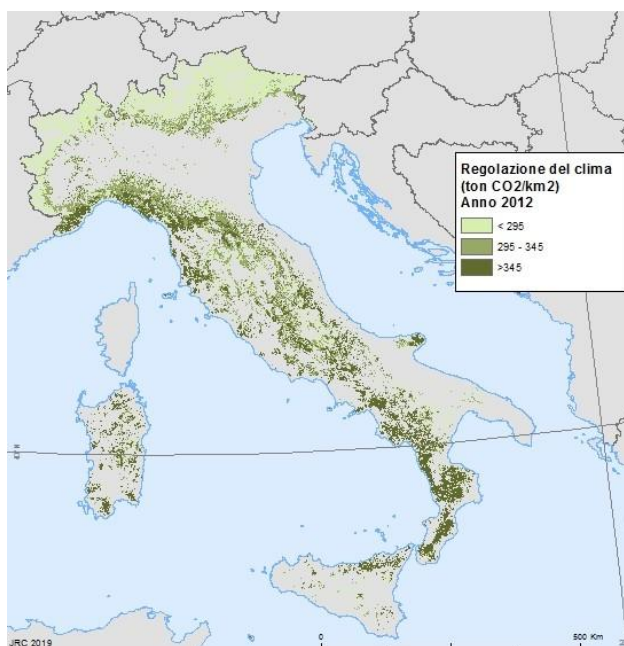 Regolazione del clima
(ton CO2/km2)
Anno 2012
< 295
295 - 345
>345
JRC 2019
0
500 Km